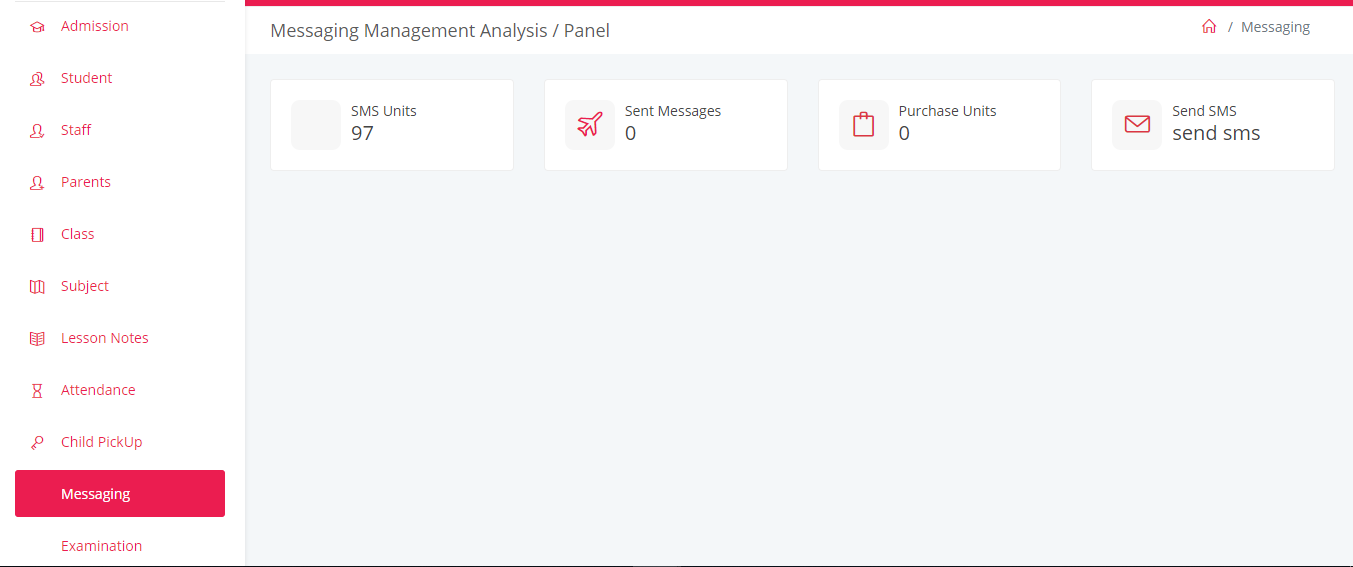 Admission
Student
Staff
Parents
Class
Subject
Lesson Notes
Attendance
Child PickUp
Messaging
Examination
Messaging Management Analysis / Panel
/ Messaging
SMS Units
97
Sent Messages
0
Purchase Units
0
Send SMS
send sms